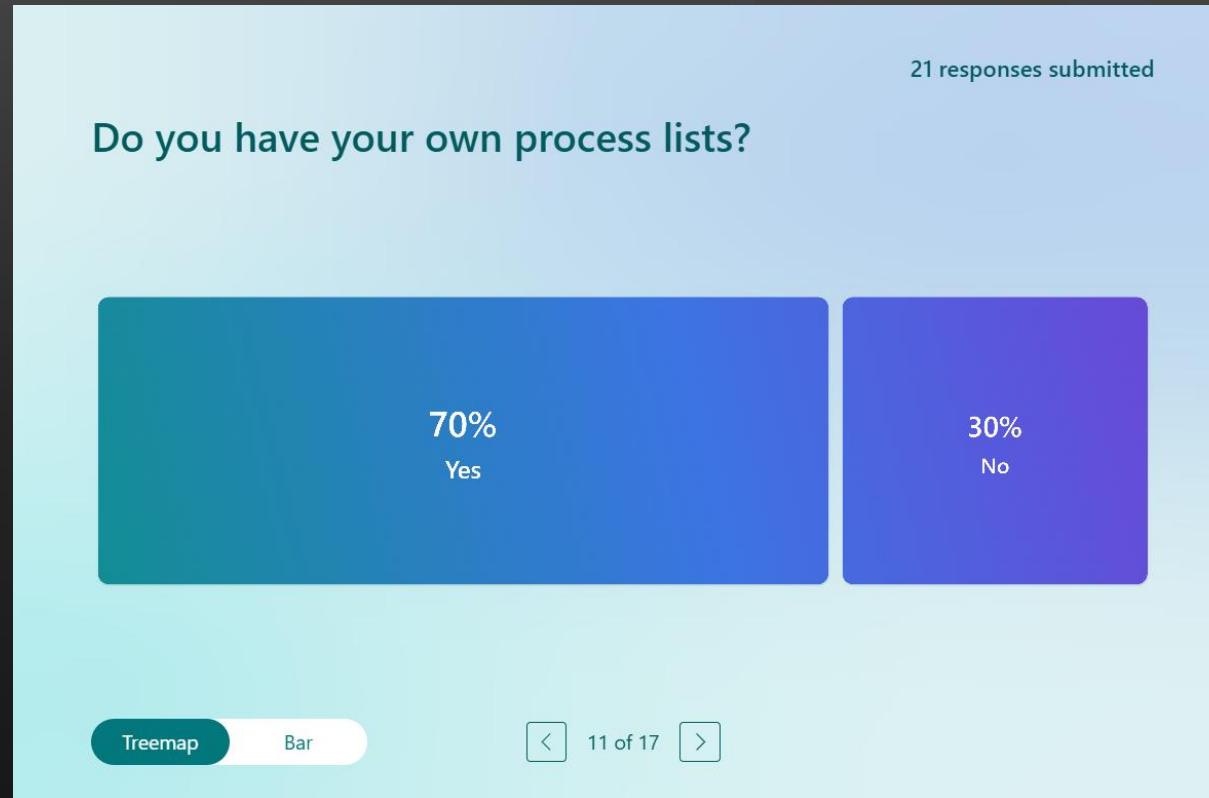 21 responses submitted
Do you have your own process lists?
70%
Yes
30%
No
Treemap
Bar
11 of 17